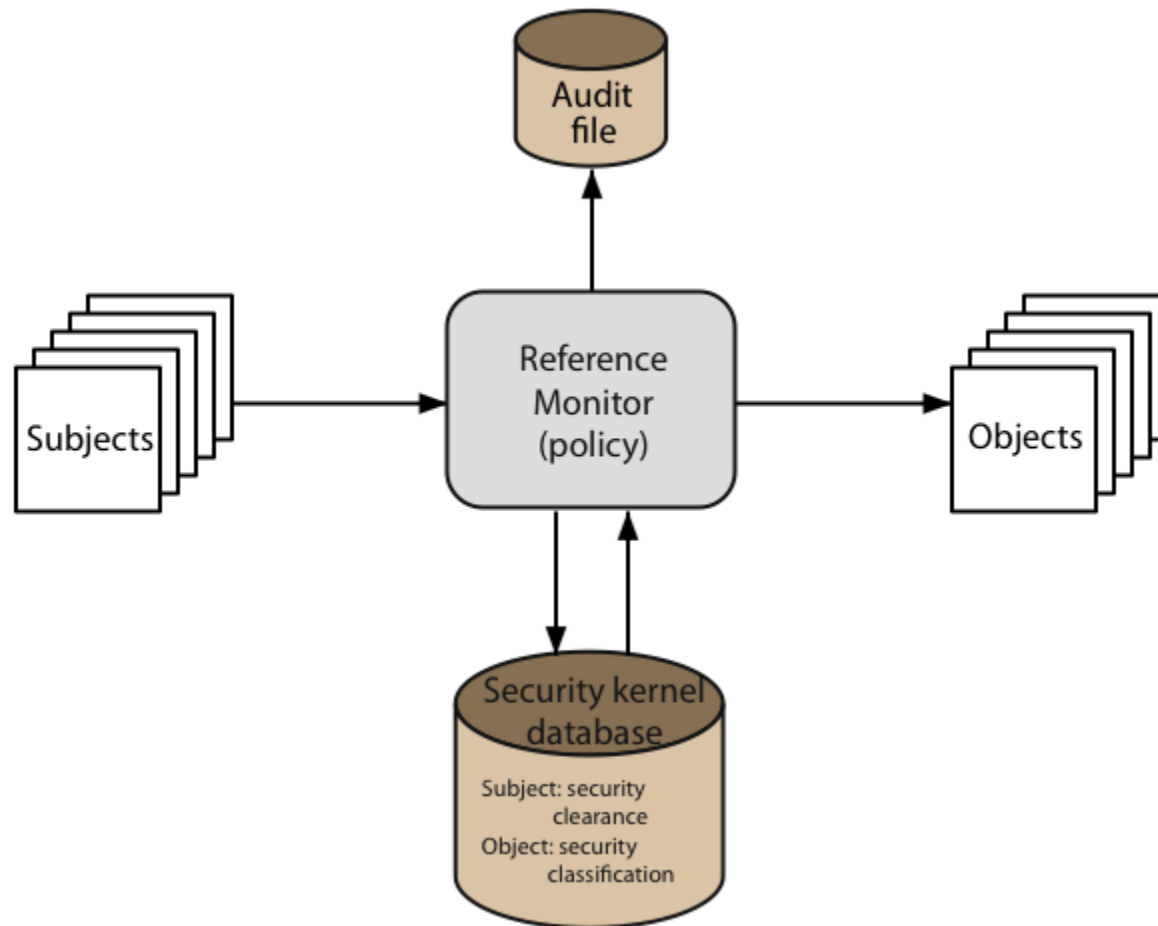 Audit
file
Reference
Monitor
(policy)
Subjects
Objects
Security kernel
database
Subject: security
clearance
Object: security
classification